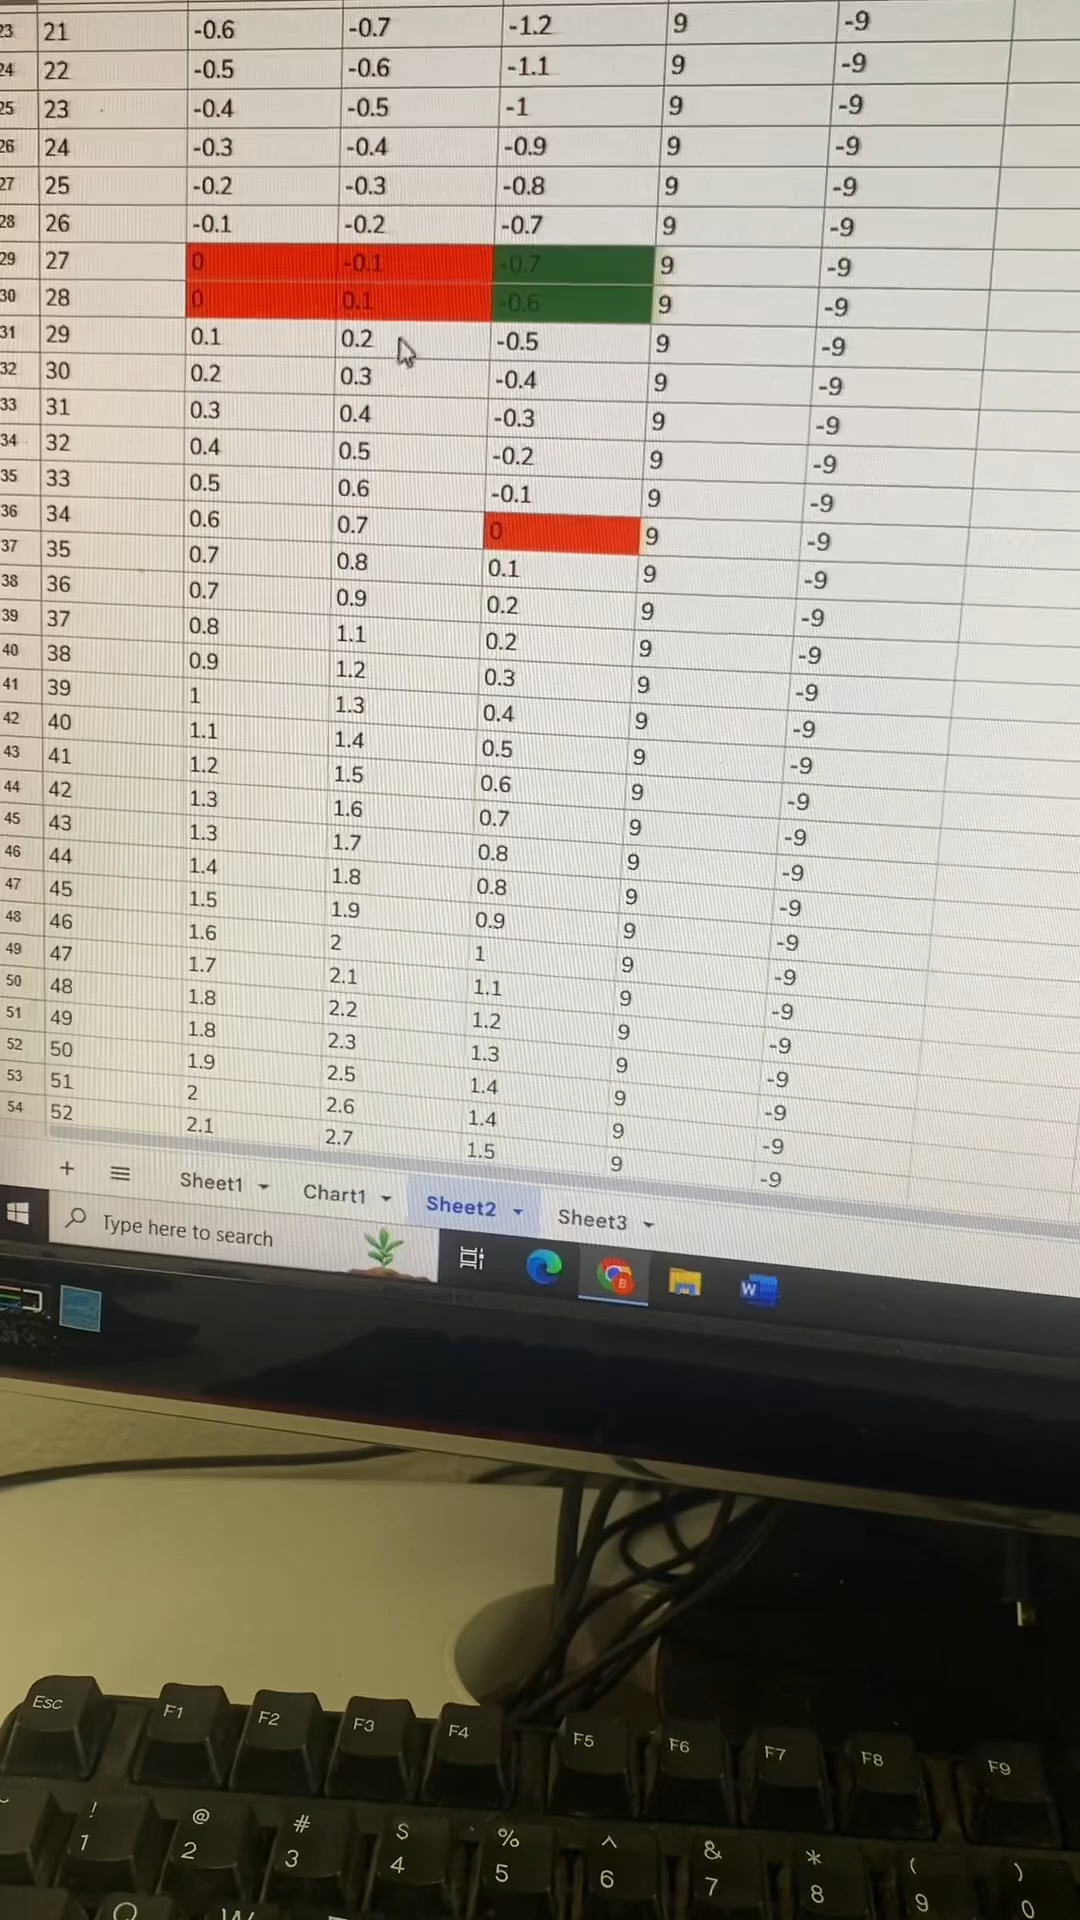 23 21 -0.6 -0.7 -1.2 9 -9
24 22 -0.5 -0.6 -1.1 9 -9
25 23 -0.4 -0.5 -1 9 -9
26 24 -0.3 -0.4 -0.9 9 -9
27 25 -0.2 -0.3 -0.8 9 -9
28 26 -0.1 -0.2 -0.7 9 -9
29 27 0 -0.1 -0.7 9 -9
30 28 0 0.1 -0.6 9 -9
31 29 0.1 0.2 -0.5 9 -9
32 30 0.2 0.3 -0.4 9 -9
33 31 0.3 0.4 -0.3 9 -9
34 32 0.4 0.5 -0.2 9 -9
35 33 0.5 0.6 -0.1 9 -9
36 34 0.6 0.7 0 9 -9
37 35 0.7 0.8 0.1 9 -9
38 36 0.7 0.9 0.2 9 -9
39 37 0.8 1.1 0.2 9 -9
40 38 0.9 1.2 0.3 9 -9
41 39 1 1.3 0.4 9 -9
42 40 1.1 1.4 0.5 9 -9
43 41 1.2 1.5 0.6 9 -9
44 42 1.3 1.6 0.7 9 -9
45 43 1.3 1.7 0.8 9 -9
46 44 1.4 1.8 0.8 9 -9
47 45 1.5 1.9 0.9 9 -9
48 46 1.6 2 1 9 -9
49 47 1.7 2.1 1.1 9 -9
50 48 1.8 2.2 1.2 9 -9
51 49 1.8 2.3 1.3 9 -9
52 50 1.9 2.5 1.4 9 -9
53 51 2 2.6 1.4 9 -9
54 52 2.1 2.7 1.5 9 -9
+ Sheet1 Chart1 Sheet2 Sheet3
Type here to search B W
Esc F1 F2 F3 F4 F5 F6 F7 F8 F9
! @ # $ % ^ & * ( )
1 2 3 4 5 6 7 8 9 0
Q W